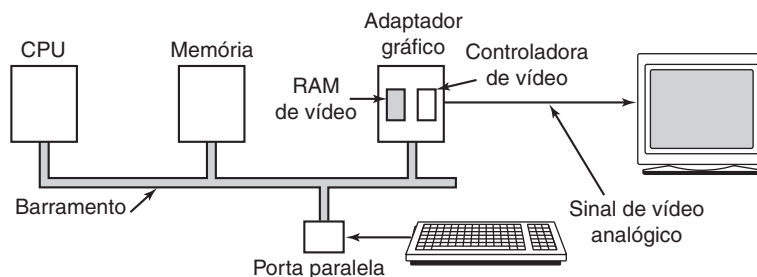 CPU
Memória
Adaptador
gráfico
Controladora
de vídeo
RAM
de vídeo
Barramento
Porta paralela
Sinal de vídeo
analógico